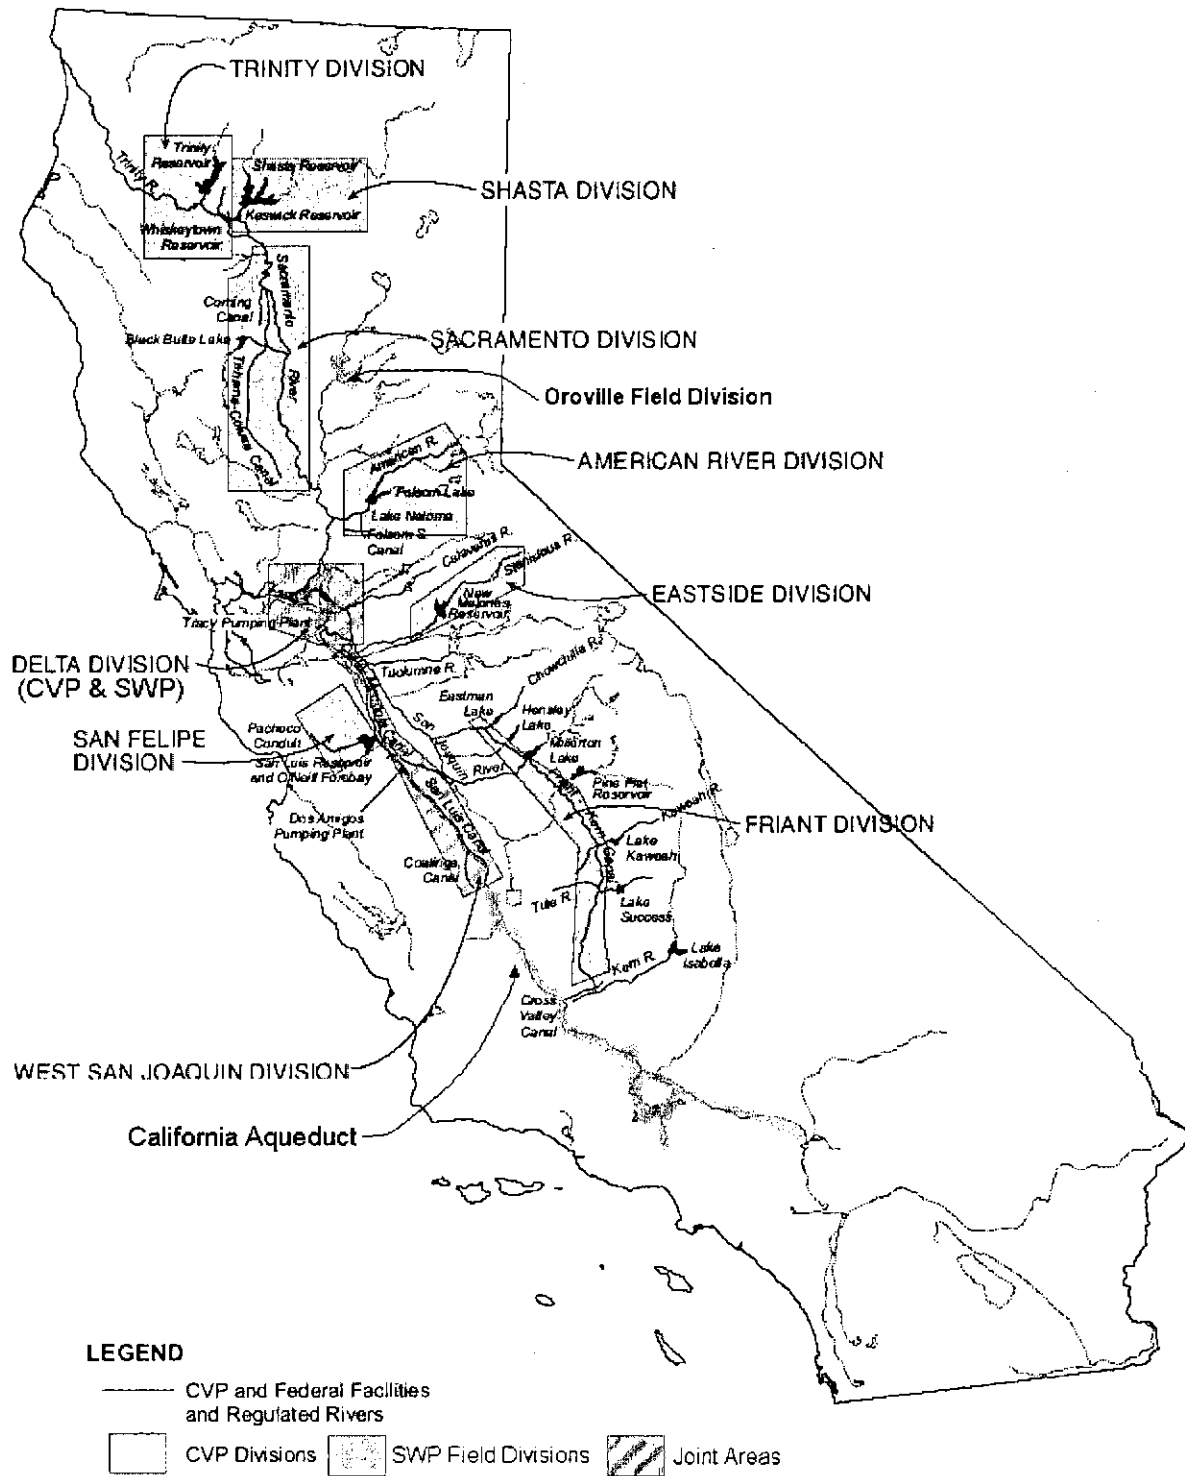 TRINITY DIVISION
Trinity
Reservoir
Trinity R.
Shasta Reservoir
SHASTA DIVISION
Keswick Reservoir
Whiskeytown
Reservoir
Sacramento
River
Corning
Canal
Black Butte Lake
SACRAMENTO DIVISION
Tehama-Colusa Canal
Oroville Field Division
American R.
AMERICAN RIVER DIVISION
Folsom Lake
Lake Natoma
Folsom S.
Canal
Calaveras R.
Stanislaus R.
New
Melones
Reservoir
EASTSIDE DIVISION
Tracy Pumping Plant
DELTA DIVISION
(CVP & SWP)
Tuolumne R.
Chowchilla R.
Eastman
Lake
Hensley
Lake
San Joaquin River
Millerton
Lake
Pacheco
Conduit
SAN FELIPE
DIVISION
San Luis Reservoir
and O'Neill Forebay
Pine Flat
Reservoir
Kaweah R.
Friant Kern Canal
San Luis Canal
Dos Amigos
Pumping Plant
FRIANT DIVISION
Lake
Kaweah
Coalinga
Canal
Tule R.
Lake
Success
Kern R.
Lake
Isabella
Cross
Valley
Canal
WEST SAN JOAQUIN DIVISION
California Aqueduct
LEGEND
CVP and Federal Facilities
and Regulated Rivers
CVP Divisions
SWP Field Divisions
Joint Areas